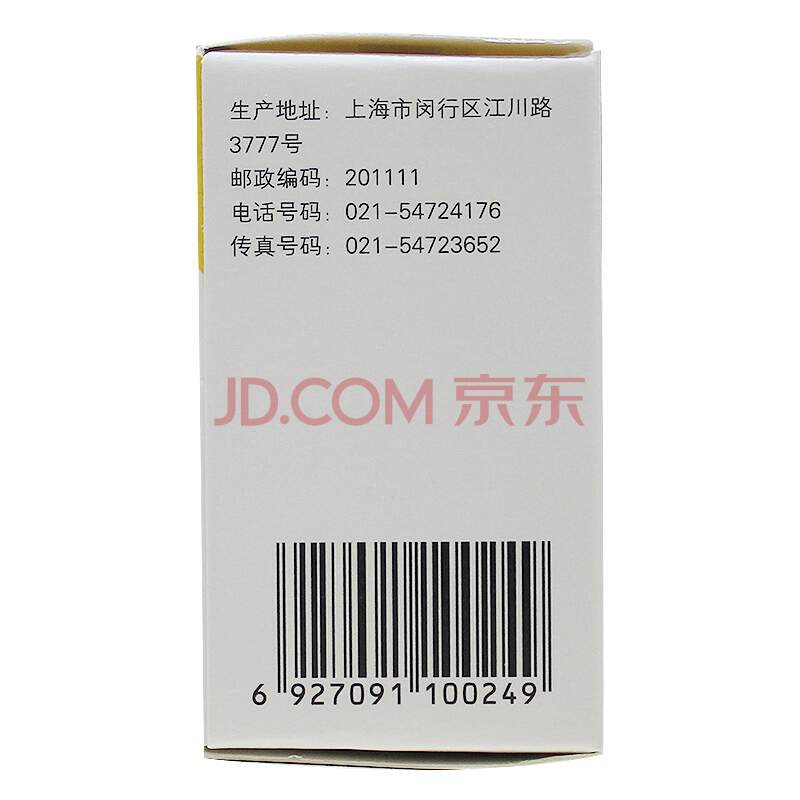 生产地址：上海市闵行区江川路
3777号
邮政编码：201111
电话号码：021-54724176
传真号码：021-54723652
JD.COM 京东
6 927091 100249